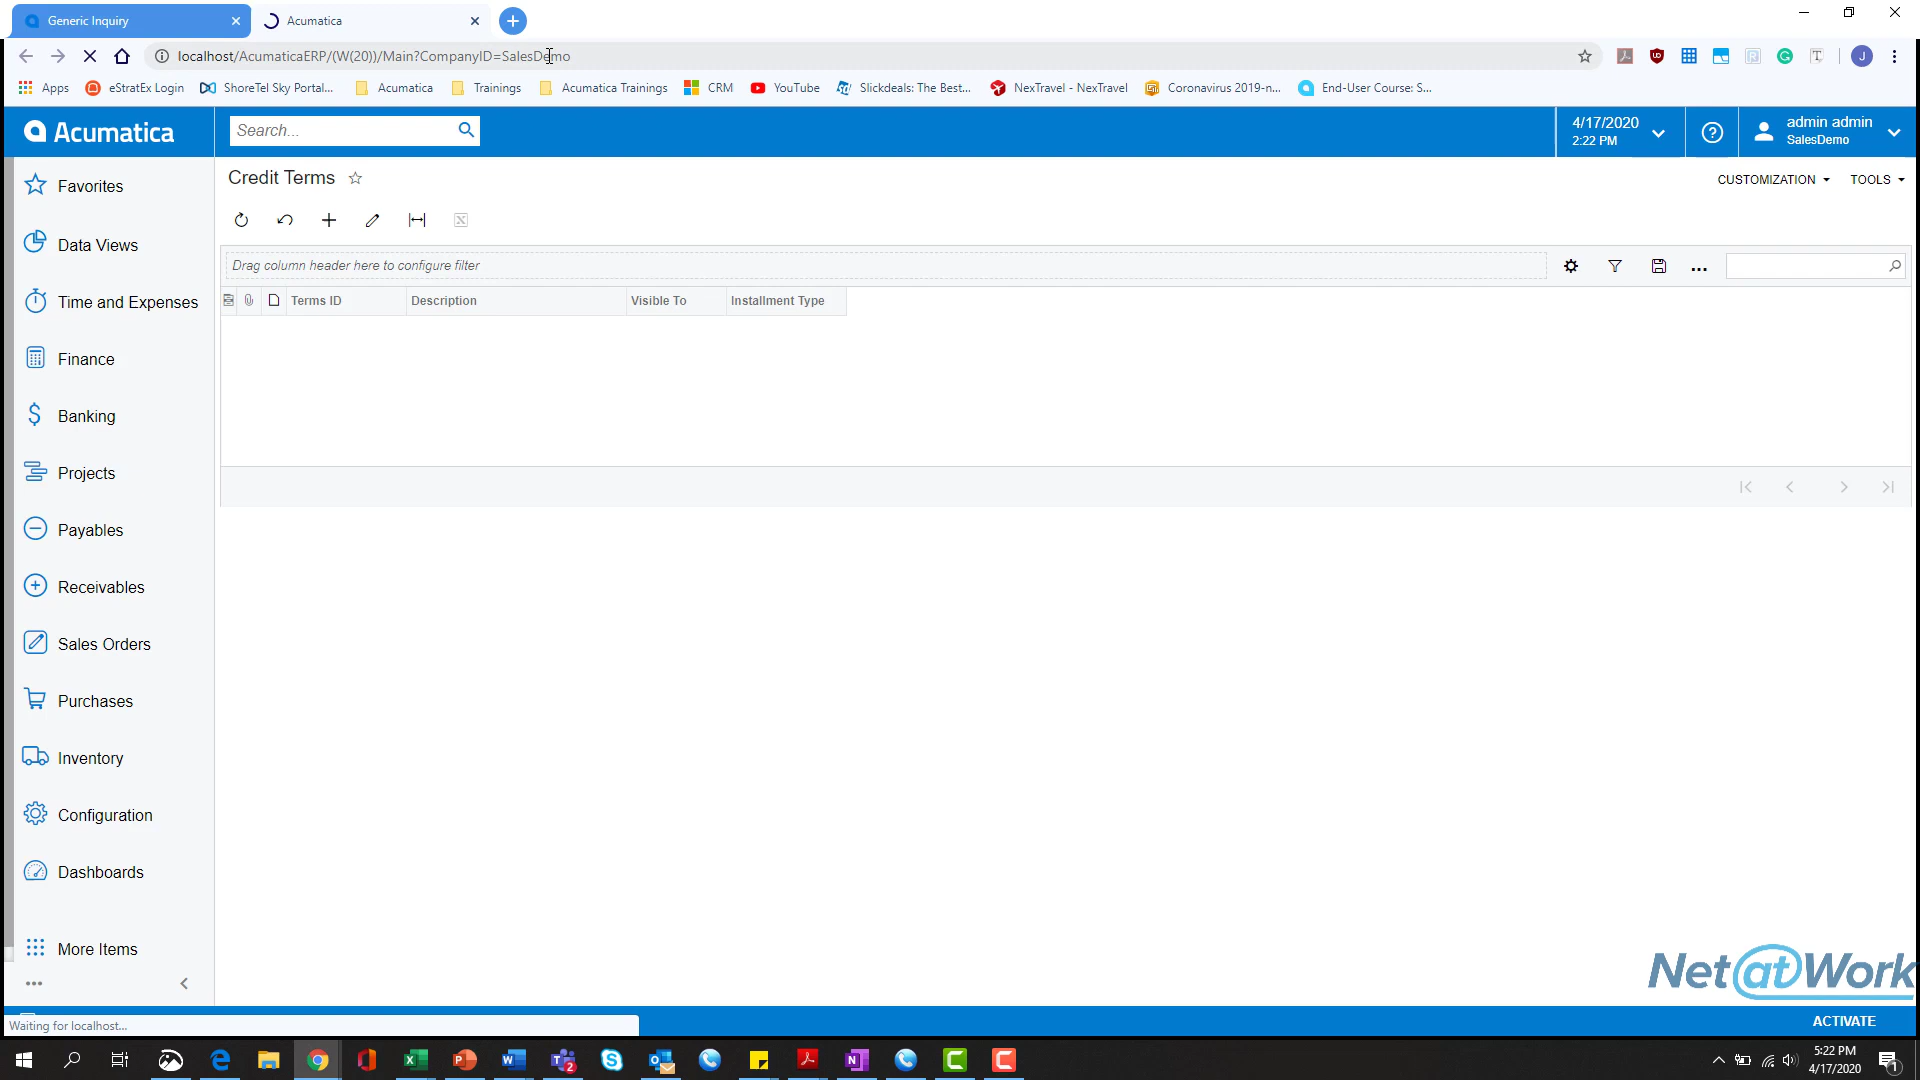 Generic Inquiry
Acumatica
localhost/AcumaticaERP/(W(20))/Main?CompanyID=SalesDemo
Apps
eStratEx Login
ShoreTel Sky Portal...
Acumatica
Trainings
Acumatica Trainings
CRM
YouTube
Slickdeals: The Best...
NexTravel - NexTravel
Coronavirus 2019-n...
End-User Course: S...
Acumatica
Search...
4/17/2020
2:22 PM
admin admin
SalesDemo
Favorites
Data Views
Time and Expenses
Finance
Banking
Projects
Payables
Receivables
Sales Orders
Purchases
Inventory
Configuration
Dashboards
More Items
Credit Terms
CUSTOMIZATION
TOOLS
Drag column header here to configure filter
Terms ID
Description
Visible To
Installment Type
Net at Work
Waiting for localhost...
ACTIVATE
5:22 PM
4/17/2020